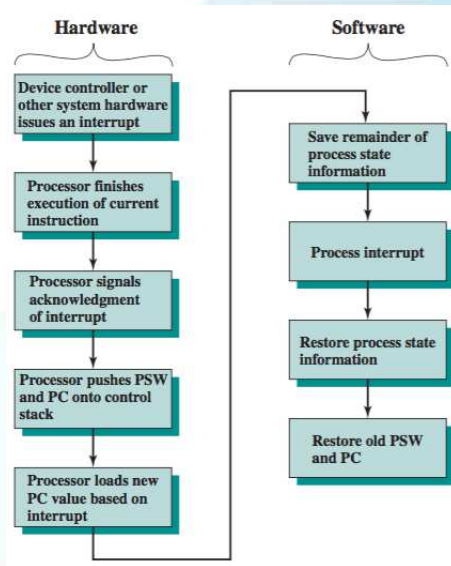 Hardware
Device controller or
other system hardware
issues an interrupt
Processor finishes
execution of current
instruction
Processor signals
acknowledgment
of interrupt
Processor pushes PSW
and PC onto control
stack
Processor loads new
PC value based on
interrupt
Software
Save remainder of
process state
information
Process interrupt
Restore process state
information
Restore old PSW
and PC